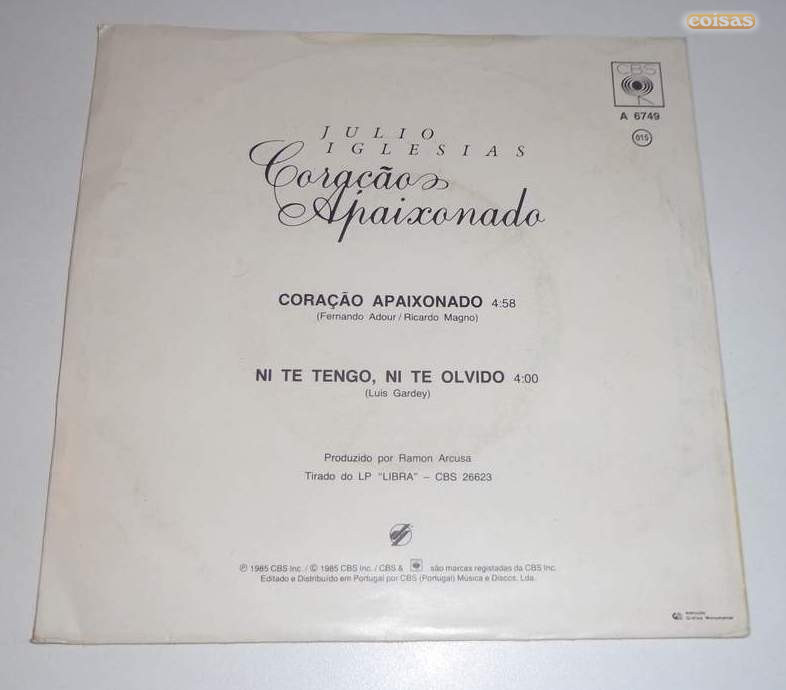 coisas
CBS
A 6749
015
JULIO
IGLESIAS
Coração
Apaixonado
CORAÇÃO APAIXONADO 4:58
(Fernando Adour / Ricardo Magno)
NI TE TENGO, NI TE OLVIDO 4:00
(Luis Gardey)
Produzido por Ramon Arcusa
Tirado do LP "LIBRA" – CBS 26623
℗ 1985 CBS Inc. / © 1985 CBS Inc. / CBS & são marcas registadas da CBS Inc.
Editado e Distribuído em Portugal por CBS (Portugal) Música e Discos, Lda.
Gráfica Monumental